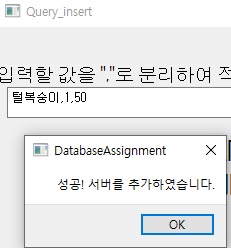 Query_insert
입력할 값을 ","로 분리하여 적
털복숭이,1,50
DatabaseAssignment
성공! 서버를 추가하였습니다.
OK